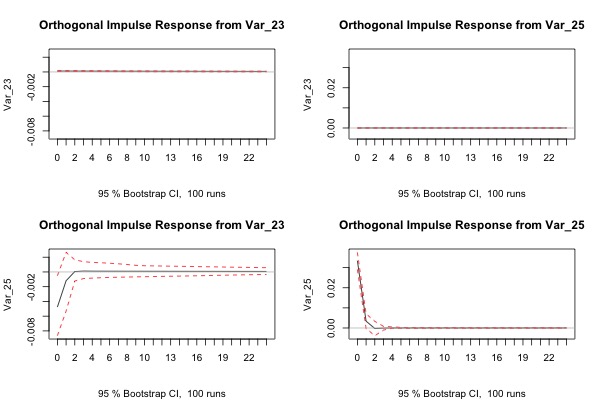 Orthogonal Impulse Response from Var_23
Orthogonal Impulse Response from Var_25
Var_23
-0.002
-0.008
0 2 4 6 8 10 13 16 19 22
95 % Bootstrap CI, 100 runs
Var_23
0.02
0.00
0 2 4 6 8 10 13 16 19 22
95 % Bootstrap CI, 100 runs
Orthogonal Impulse Response from Var_23
Orthogonal Impulse Response from Var_25
Var_25
-0.002
-0.008
0 2 4 6 8 10 13 16 19 22
95 % Bootstrap CI, 100 runs
Var_25
0.02
0.00
0 2 4 6 8 10 13 16 19 22
95 % Bootstrap CI, 100 runs